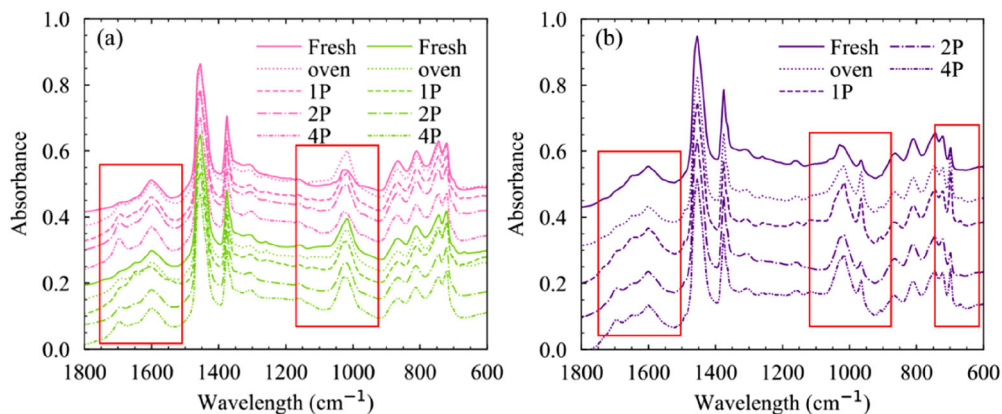 (a)
Fresh Fresh
oven oven
1P 1P
2P 2P
4P 4P
Absorbance
1.0
0.8
0.6
0.4
0.2
0.0
1800 1600 1400 1200 1000 800 600
Wavelength (cm⁻¹)
(b)
Fresh 2P
oven 4P
1P
Absorbance
1.0
0.8
0.6
0.4
0.2
0.0
1800 1600 1400 1200 1000 800 600
Wavelength (cm⁻¹)